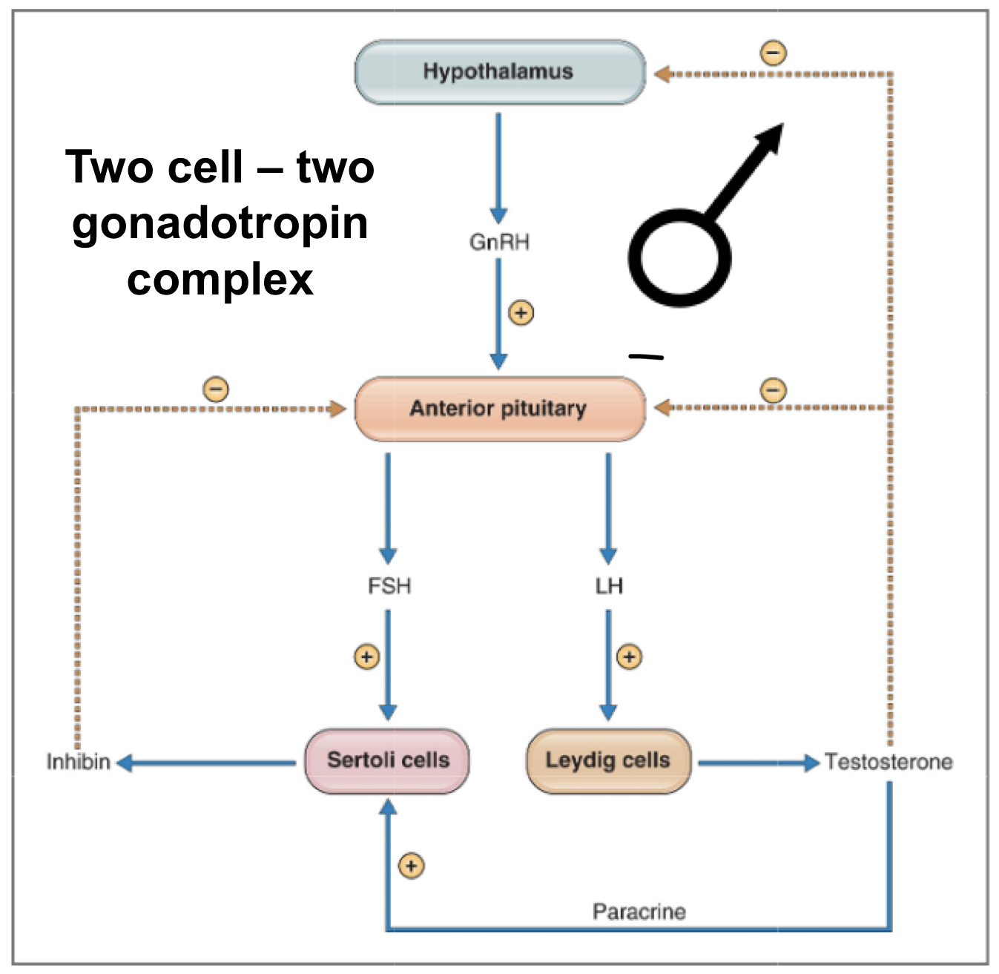 Hypothalamus
Two cell – two
gonadotropin
complex
GnRH
Anterior pituitary
FSH
LH
Inhibin
Sertoli cells
Leydig cells
Testosterone
Paracrine